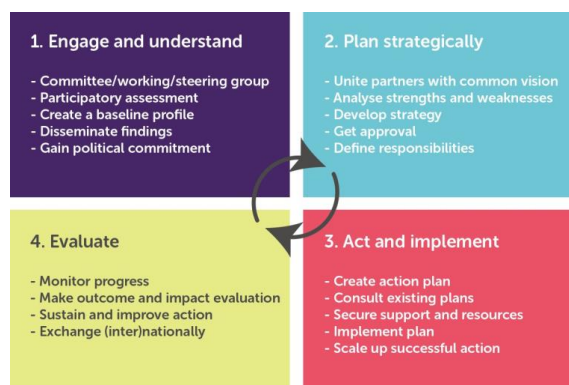 1. Engage and understand
- Committee/working/steering group
- Participatory assessment
- Create a baseline profile
- Disseminate findings
- Gain political commitment
2. Plan strategically
- Unite partners with common vision
- Analyse strengths and weaknesses
- Develop strategy
- Get approval
- Define responsibilities
4. Evaluate
- Monitor progress
- Make outcome and impact evaluation
- Sustain and improve action
- Exchange (inter)nationally
3. Act and implement
- Create action plan
- Consult existing plans
- Secure support and resources
- Implement plan
- Scale up successful action